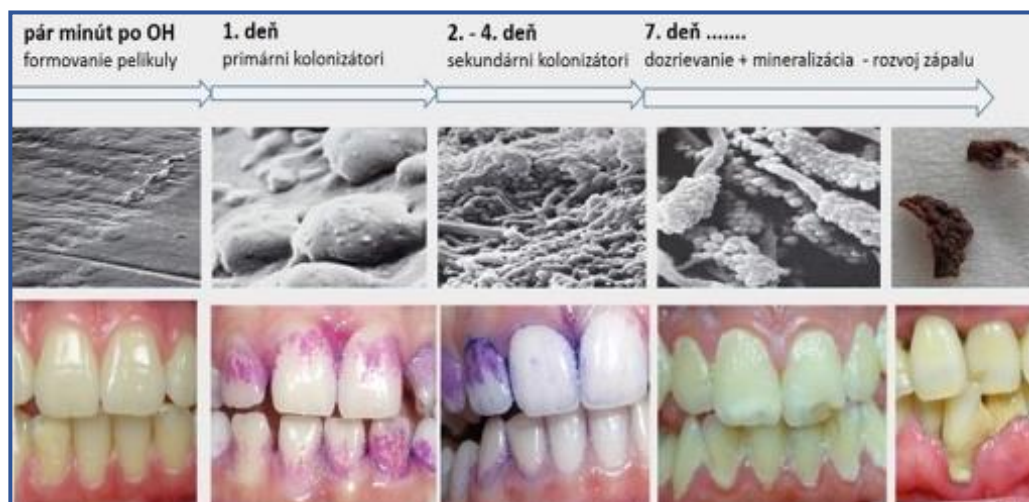 pár minút po OH
formovanie pelikuly
1. deň
primárni kolonizátori
2. - 4. deň
sekundárni kolonizátori
7. deň .......
dozrievanie + mineralizácia - rozvoj zápalu